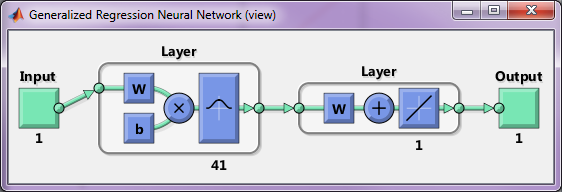 Generalized Regression Neural Network (view)
Layer
Layer
Input
Output
W
b
W
1
41
1
1